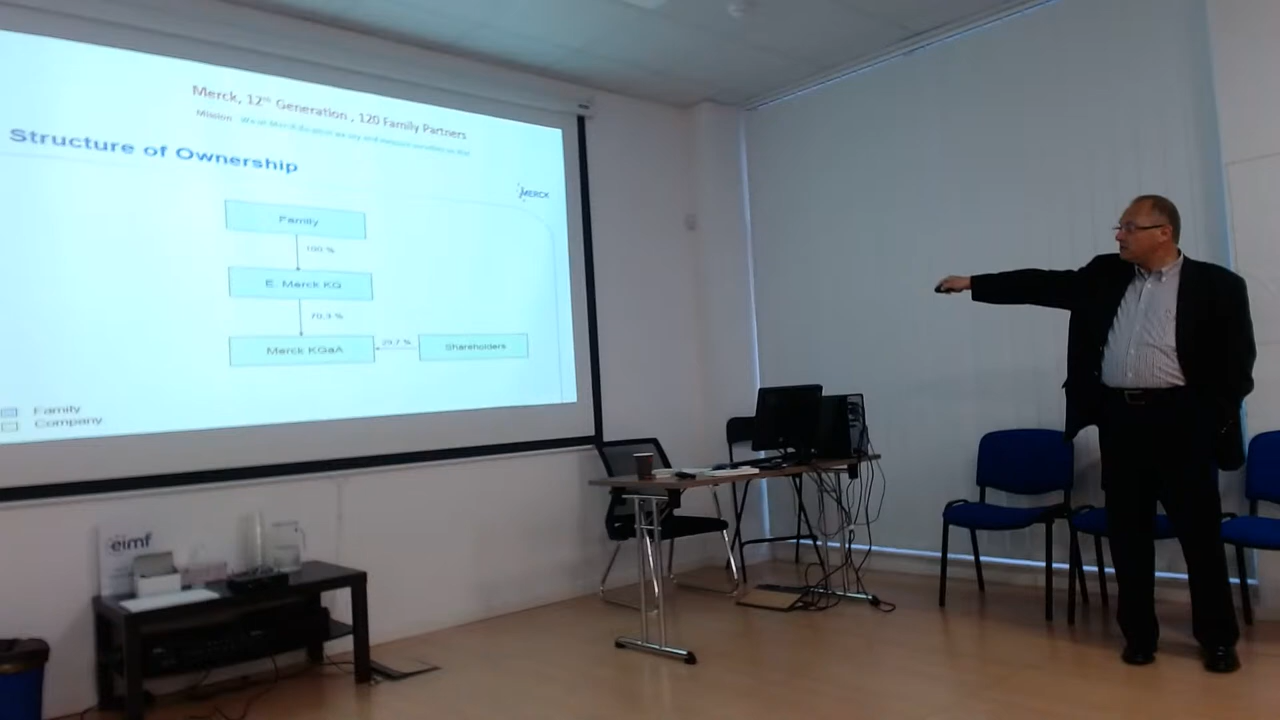 Merck, 12th Generation , 120 Family Partners
Mission
Structure of Ownership
MERCK
Family
100 %
E. Merck KG
70,3 %
Merck KGaA
29,7 %
Shareholders
Family
Company
eimf